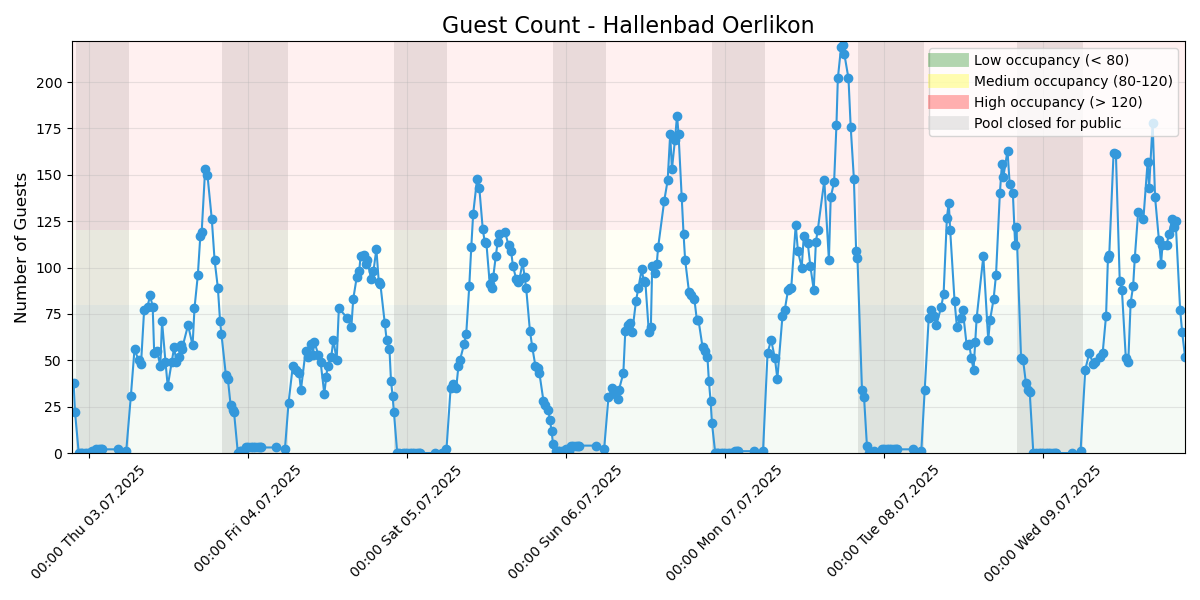 Guest Count - Hallenbad Oerlikon
Number of Guests
200
175
150
125
100
75
50
25
0
Low occupancy (< 80)
Medium occupancy (80-120)
High occupancy (> 120)
Pool closed for public
00:00 Thu 03.07.2025
00:00 Fri 04.07.2025
00:00 Sat 05.07.2025
00:00 Sun 06.07.2025
00:00 Mon 07.07.2025
00:00 Tue 08.07.2025
00:00 Wed 09.07.2025